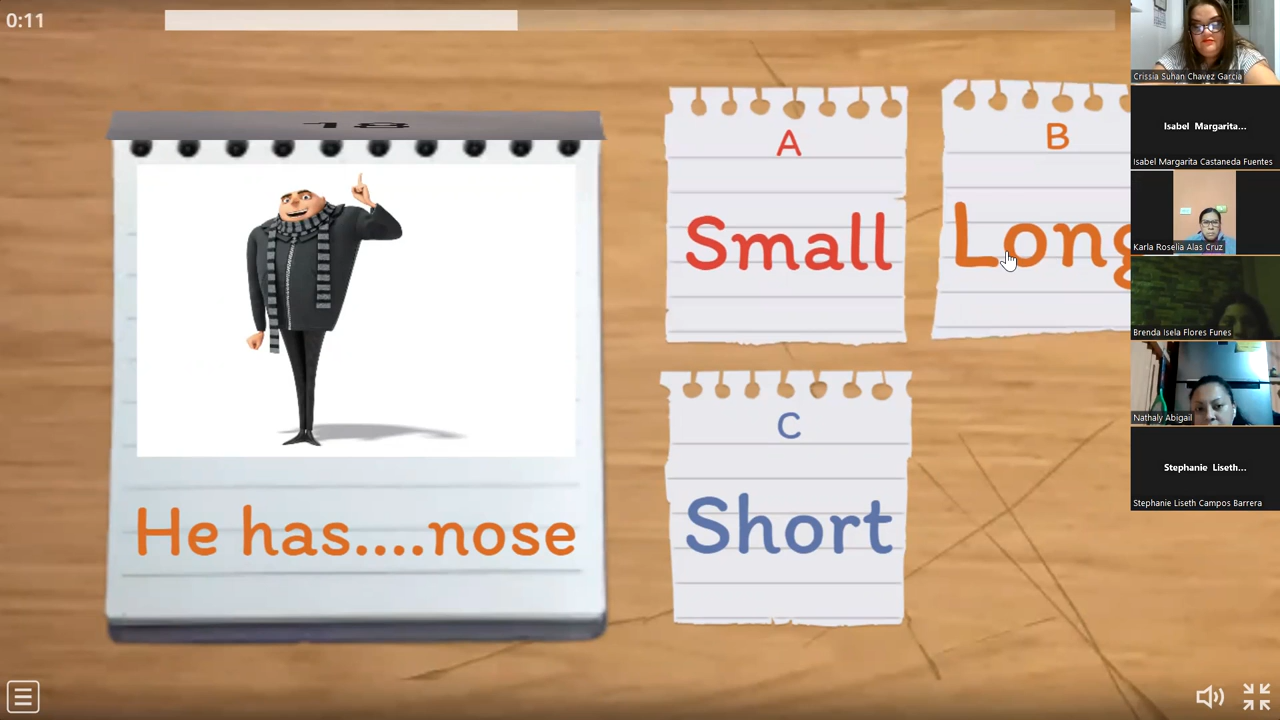 0:11
18
He has....nose
A
Small
B
Long
C
Short
Crissia Suhan Chavez Garcia
Isabel Margarita...
Isabel Margarita Castaneda Fuentes
Karla Roselia Alas Cruz
Brenda Isela Flores Funes
Nathaly Abigail
Stephanie Liseth...
Stephanie Liseth Campos Barrera